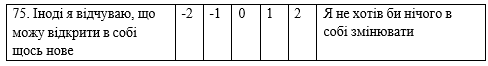 75. Іноді я відчуваю, що -2 -1 0 1 2 Я не хотів би нічого в
можу відкрити в собі собі змінювати
щось нове